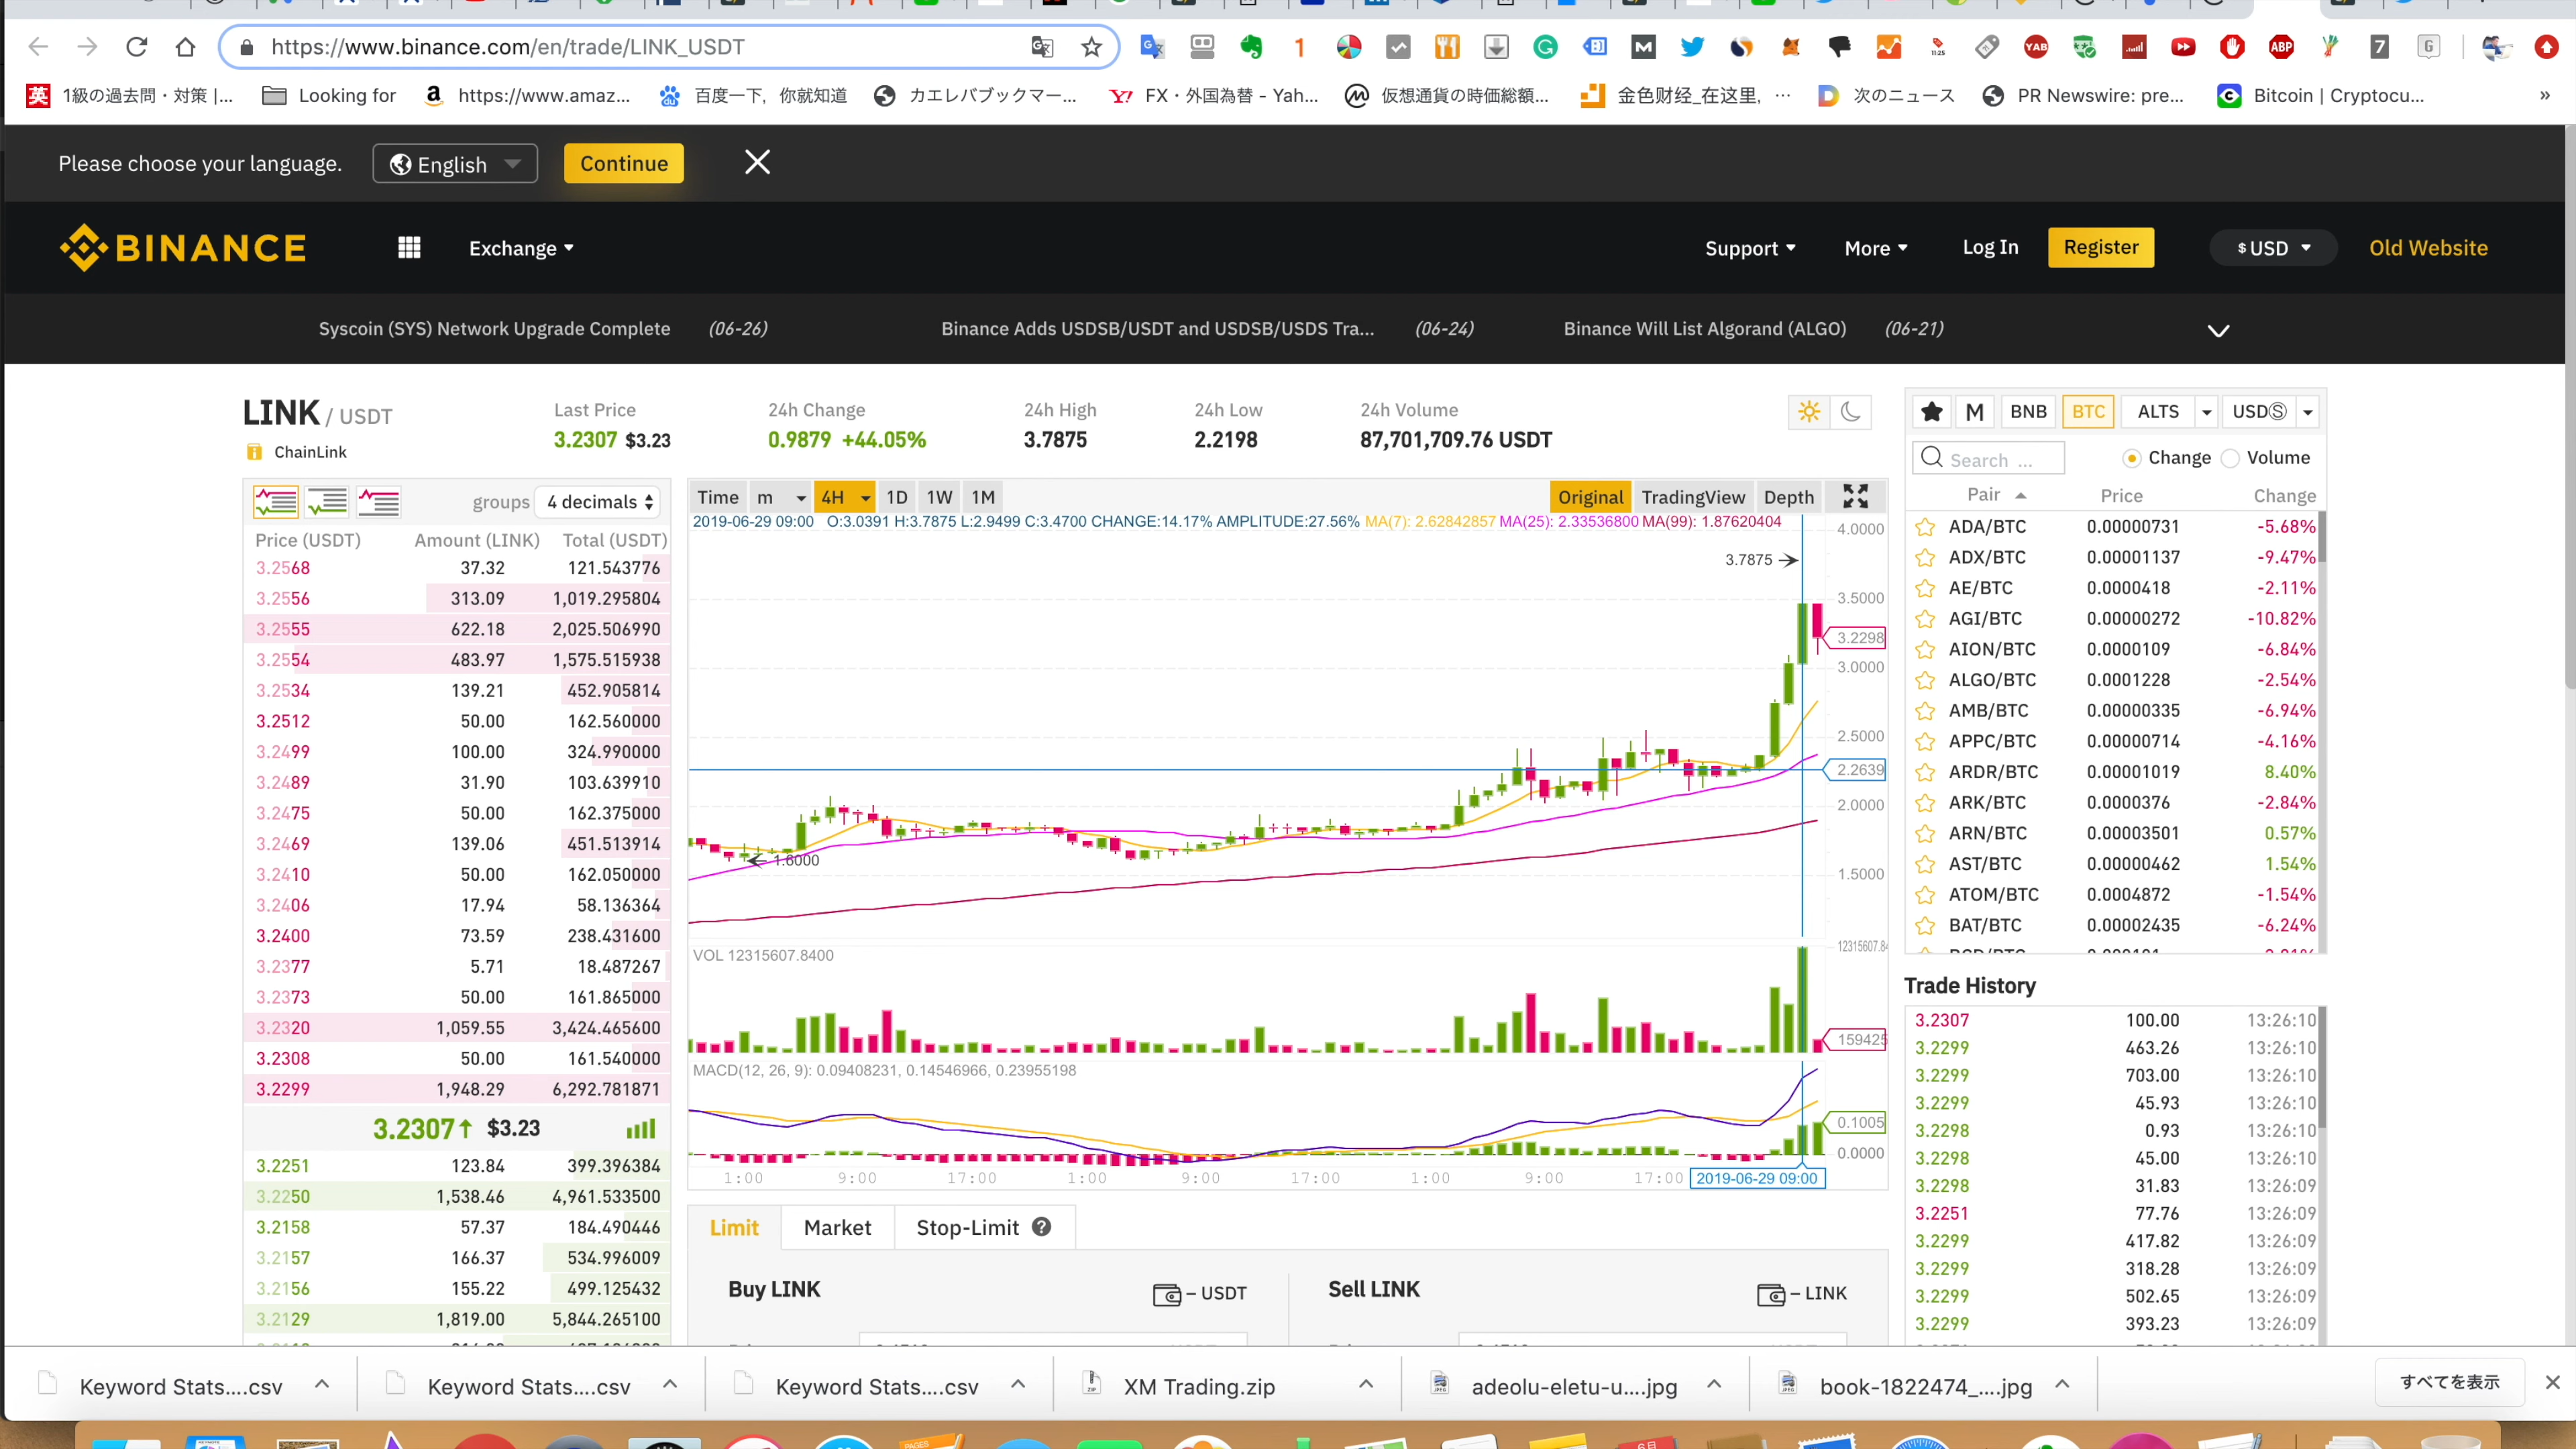 https://www.binance.com/en/trade/LINK_USDT
英 1級の過去問・対策 |... Looking for https://www.amaz... 百度一下，你就知道 カエレバブックマー... FX・外国為替 - Yah... 仮想通貨の時価総額... 金色财经_在这里, ... 次のニュース PR Newswire: pre... Bitcoin | Cryptocu... »
Please choose your language. English Continue
BINANCE Exchange Support More Log In Register $ USD Old Website
Syscoin (SYS) Network Upgrade Complete (06-26) Binance Adds USDSB/USDT and USDSB/USDS Tra... (06-24) Binance Will List Algorand (ALGO) (06-21)
LINK / USDT
ChainLink
Last Price
3.2307 $3.23
24h Change
0.9879 +44.05%
24h High
3.7875
24h Low
2.2198
24h Volume
87,701,709.76 USDT
groups 4 decimals
Price (USDT) Amount (LINK) Total (USDT)
3.2568 37.32 121.543776
3.2556 313.09 1,019.295804
3.2555 622.18 2,025.506990
3.2554 483.97 1,575.515938
3.2534 139.21 452.905814
3.2512 50.00 162.560000
3.2499 100.00 324.990000
3.2489 31.90 103.639910
3.2475 50.00 162.375000
3.2469 139.06 451.513914
3.2410 50.00 162.050000
3.2406 17.94 58.136364
3.2400 73.59 238.431600
3.2377 5.71 18.487267
3.2373 50.00 161.865000
3.2320 1,059.55 3,424.465600
3.2308 50.00 161.540000
3.2299 1,948.29 6,292.781871
3.2307↑ $3.23
3.2251 123.84 399.396384
3.2250 1,538.46 4,961.533500
3.2158 57.37 184.490446
3.2157 166.37 534.996009
3.2156 155.22 499.125432
3.2129 1,819.00 5,844.265100
Time m 4H 1D 1W 1M Original TradingView Depth
2019-06-29 09:00 O:3.0391 H:3.7875 L:2.9499 C:3.4700 CHANGE:14.17% AMPLITUDE:27.56% MA(7): 2.62842857 MA(25): 2.33536800 MA(99): 1.87620404
4.0000
3.7875
3.5000
3.2298
3.0000
2.5000
2.2639
2.0000
1.6000
1.5000
VOL 12315607.8400
12315607.84
159425
MACD(12, 26, 9): 0.09408231, 0.14546966, 0.23955198
0.1005
0.0000
1:00 9:00 17:00 1:00 9:00 17:00 1:00 9:00 17:00 2019-06-29 09:00
Limit Market Stop-Limit ?
Buy LINK – USDT Sell LINK – LINK
M BNB BTC ALTS USDⓈ
Search ... Change Volume
Pair Price Change
ADA/BTC 0.00000731 -5.68%
ADX/BTC 0.00001137 -9.47%
AE/BTC 0.0000418 -2.11%
AGI/BTC 0.00000272 -10.82%
AION/BTC 0.0000109 -6.84%
ALGO/BTC 0.0001228 -2.54%
AMB/BTC 0.00000335 -6.94%
APPC/BTC 0.00000714 -4.16%
ARDR/BTC 0.00001019 8.40%
ARK/BTC 0.0000376 -2.84%
ARN/BTC 0.00003501 0.57%
AST/BTC 0.00000462 1.54%
ATOM/BTC 0.0004872 -1.54%
BAT/BTC 0.00002435 -6.24%
Trade History
3.2307 100.00 13:26:10
3.2299 463.26 13:26:10
3.2299 703.00 13:26:10
3.2299 45.93 13:26:10
3.2298 0.93 13:26:10
3.2298 45.00 13:26:10
3.2298 31.83 13:26:09
3.2251 77.76 13:26:09
3.2299 417.82 13:26:09
3.2299 318.28 13:26:09
3.2299 502.65 13:26:09
3.2299 393.23 13:26:09
Keyword Stats....csv Keyword Stats....csv Keyword Stats....csv XM Trading.zip adeolu-eletu-u....jpg book-1822474_....jpg すべてを表示